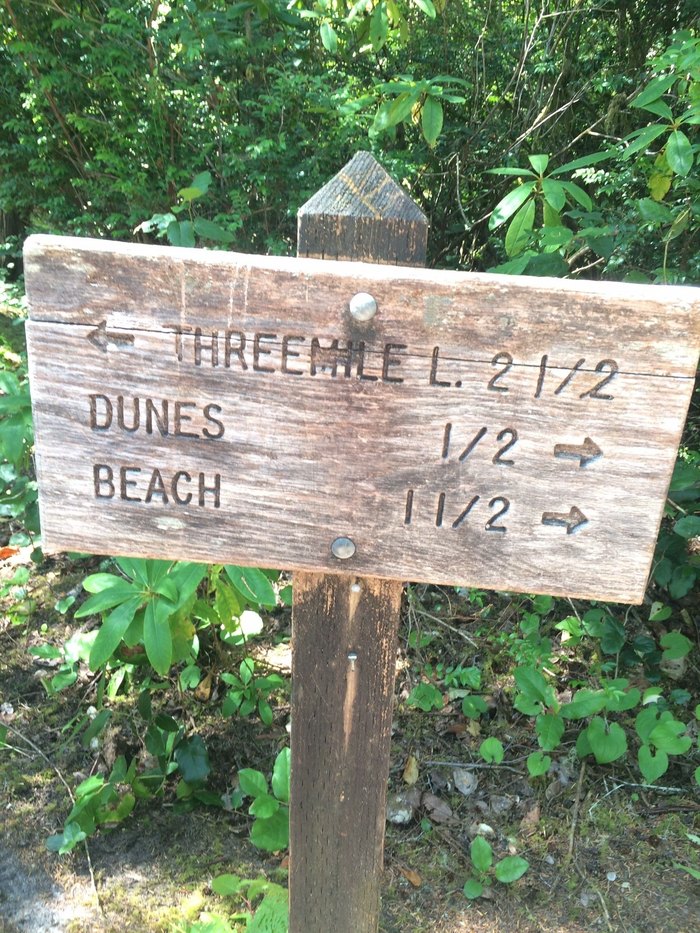 ← THREEMILE L. 2 1/2
DUNES 1/2 →
BEACH 1 1/2 →